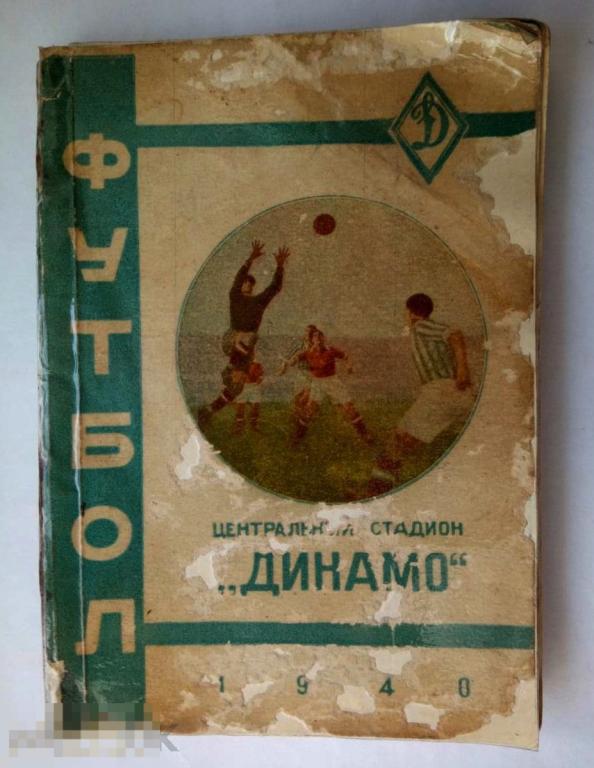 ФУТБОЛ
Д
ЦЕНТРАЛЬНЫЙ СТАДИОН
„ДИНАМО“
1940